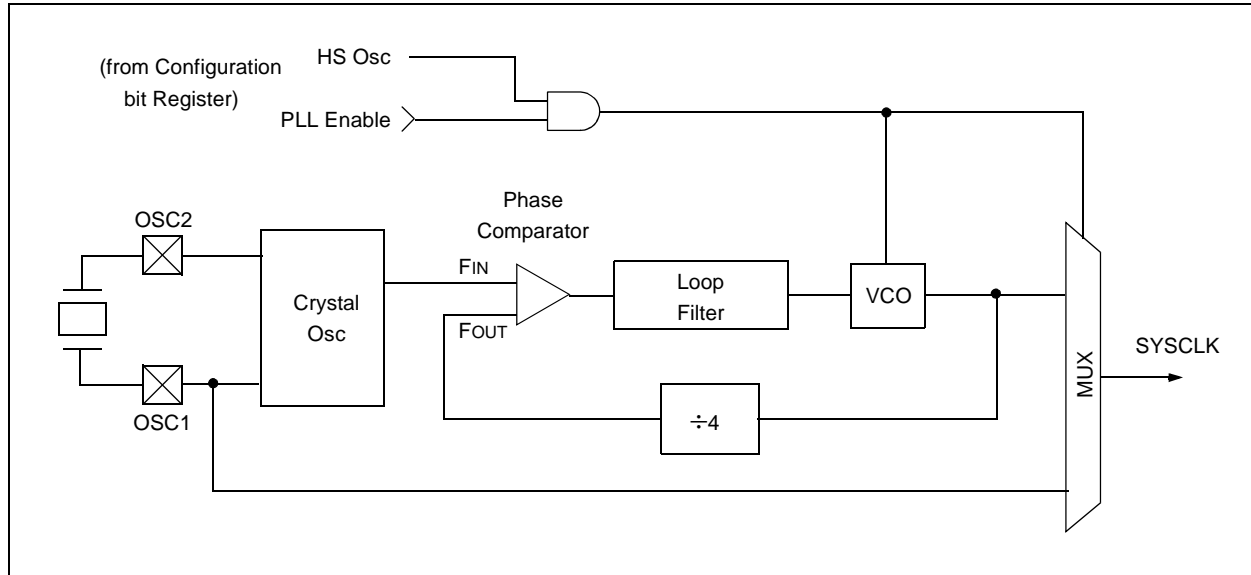 HS Osc
(from Configuration
bit Register)
PLL Enable
Phase
Comparator
OSC2
FIN
Crystal
Osc
Loop
Filter
VCO
FOUT
SYSCLK
MUX
OSC1
÷4